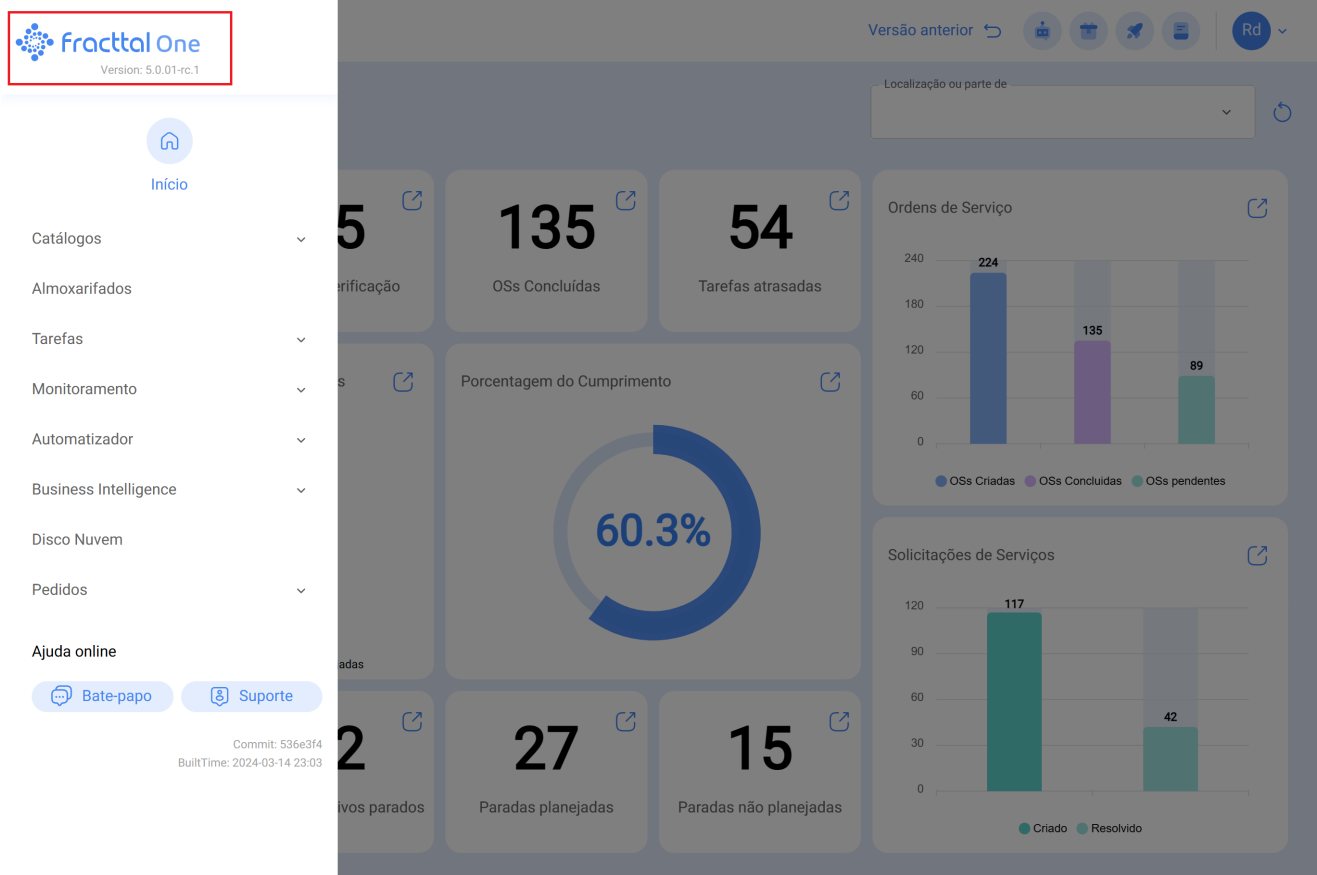 fracttal One
Version: 5.0.01-rc.1
Início
Catálogos
Almoxarifados
Tarefas
Monitoramento
Automatizador
Business Intelligence
Disco Nuvem
Pedidos
Ajuda online
Bate-papo
Suporte
Commit: 536e3f4
BuiltTime: 2024-03-14 23:03
Versão anterior
Rd
Localização ou parte de
5
erificação
135
OSs Concluídas
54
Tarefas atrasadas
s
adas
Porcentagem do Cumprimento
60.3%
2
ivos parados
27
Paradas planejadas
15
Paradas não planejadas
Ordens de Serviço
240
180
120
60
0
224
135
89
OSs Criadas
OSs Concluidas
OSs pendentes
Solicitações de Serviços
120
90
60
30
0
117
42
Criado
Resolvido